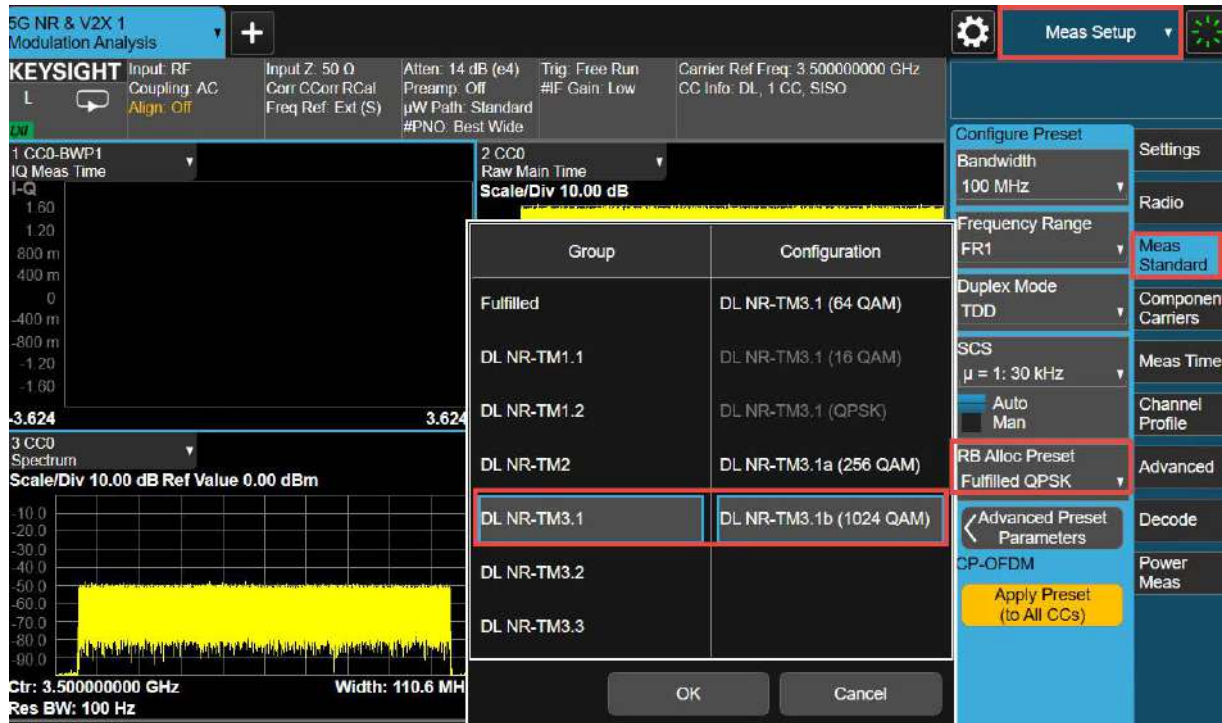 5G NR & V2X 1
Modulation Analysis
+
Meas Setup
KEYSIGHT
L
LXI
Input: RF
Coupling: AC
Align: Off
Input Z: 50 Ω
Corr CCorr RCal
Freq Ref: Ext (S)
Atten: 14 dB (e4)
Preamp: Off
µW Path: Standard
#PNO: Best Wide
Trig: Free Run
#IF Gain: Low
Carrier Ref Freq: 3.500000000 GHz
CC Info: DL, 1 CC, SISO
1 CC0-BWP1
IQ Meas Time
I-Q
1.60
1.20
800 m
400 m
0
-400 m
-800 m
-1.20
-1.60
-3.624
3.624
2 CC0
Raw Main Time
Scale/Div 10.00 dB
3 CC0
Spectrum
Scale/Div 10.00 dB Ref Value 0.00 dBm
-10.0
-20.0
-30.0
-40.0
-50.0
-60.0
-70.0
-80.0
-90.0
Ctr: 3.500000000 GHz
Width: 110.6 MH
Res BW: 100 Hz
Group
Configuration
Fulfilled
DL NR-TM3.1 (64 QAM)
DL NR-TM1.1
DL NR-TM3.1 (16 QAM)
DL NR-TM1.2
DL NR-TM3.1 (QPSK)
DL NR-TM2
DL NR-TM3.1a (256 QAM)
DL NR-TM3.1
DL NR-TM3.1b (1024 QAM)
DL NR-TM3.2
DL NR-TM3.3
OK
Cancel
Configure Preset
Bandwidth
100 MHz
Frequency Range
FR1
Duplex Mode
TDD
SCS
µ = 1: 30 kHz
Auto
Man
RB Alloc Preset
Fulfilled QPSK
Advanced Preset
Parameters
CP-OFDM
Apply Preset
(to All CCs)
Settings
Radio
Meas
Standard
Componen
Carriers
Meas Time
Channel
Profile
Advanced
Decode
Power
Meas